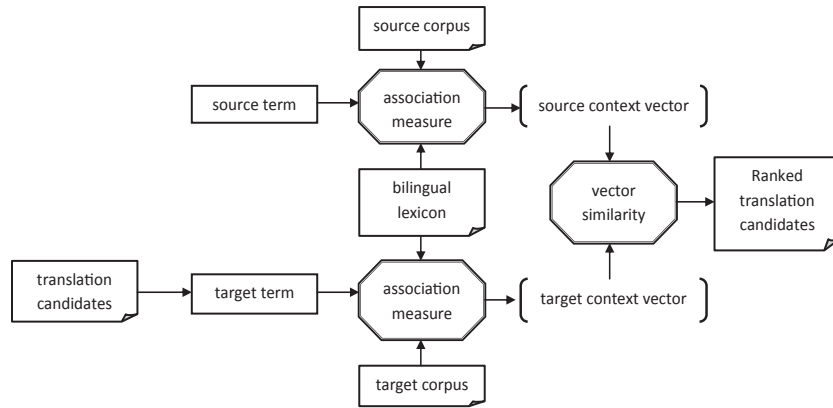 source corpus
source term
association
measure
source context vector
bilingual
lexicon
vector
similarity
Ranked
translation
candidates
translation
candidates
target term
association
measure
target context vector
target corpus